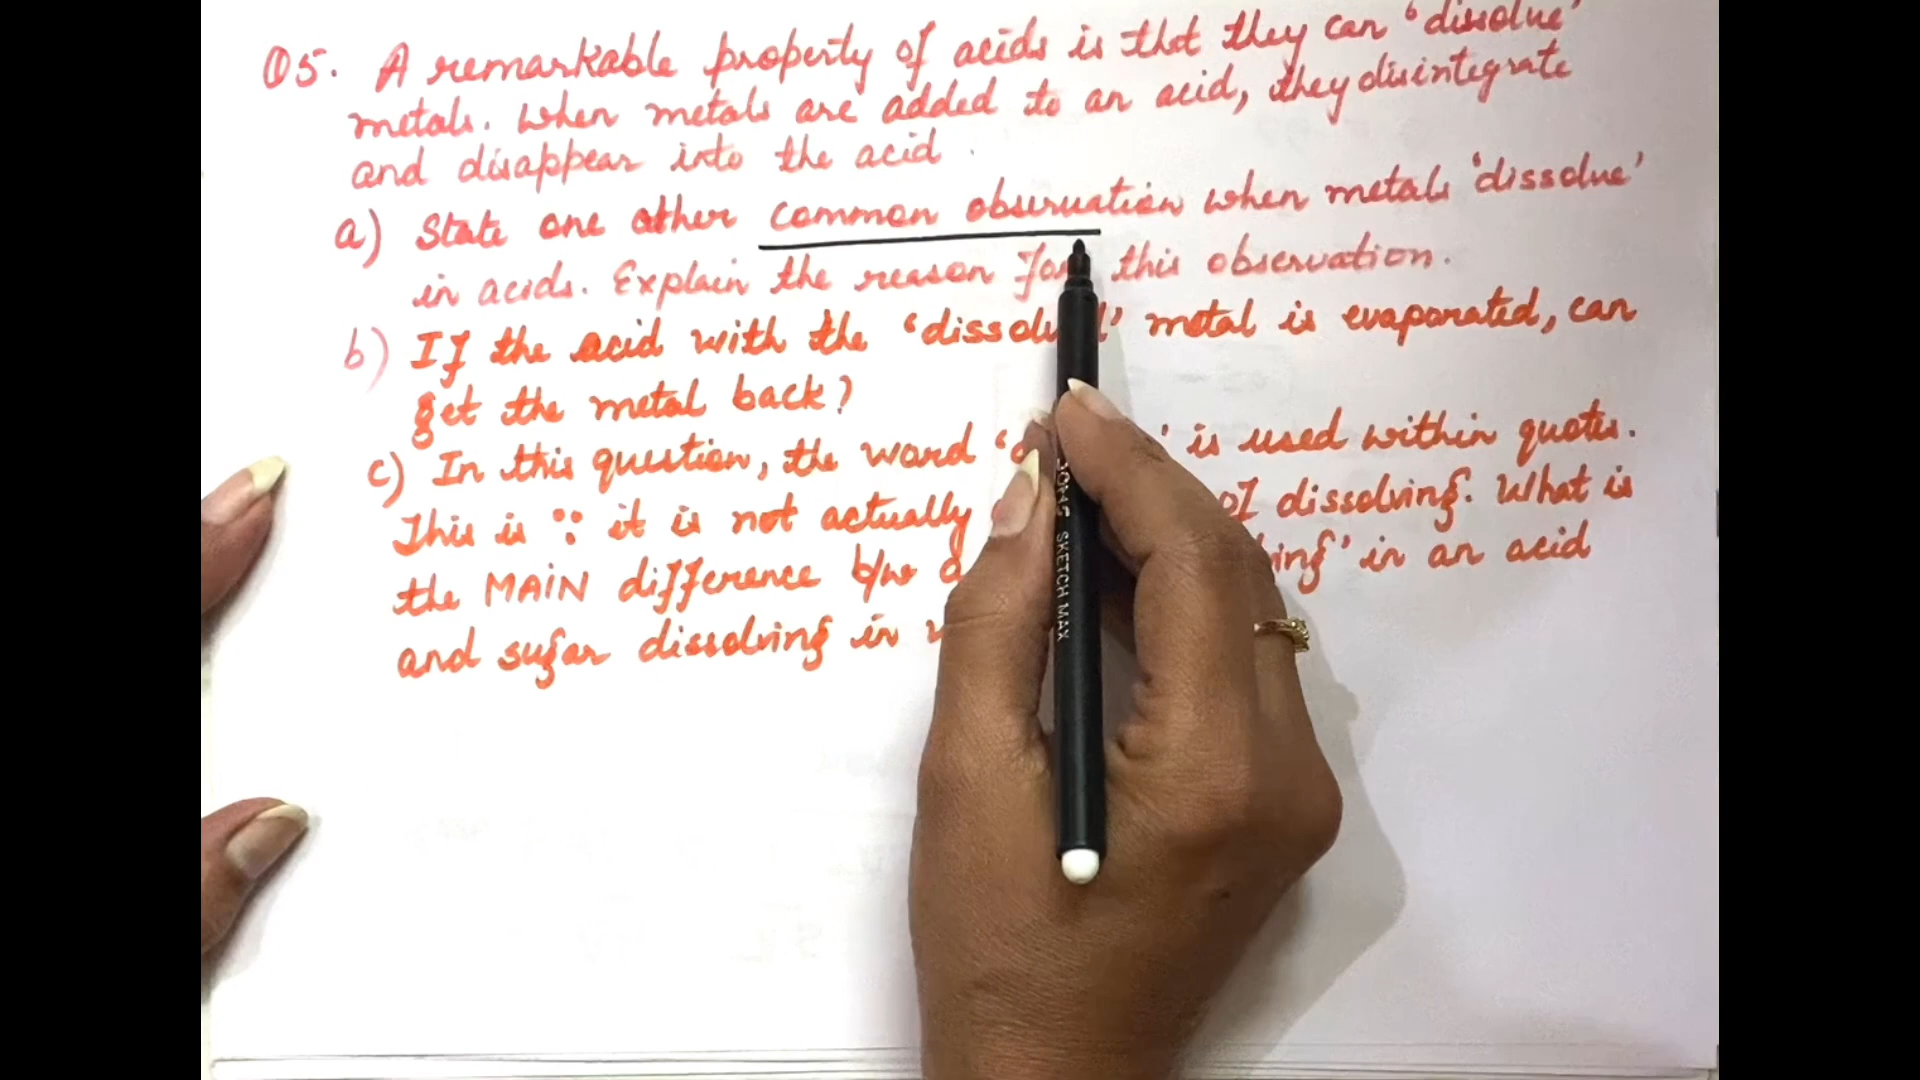 Q5. A remarkable property of acids is that they can 'dissolve'
metals. When metals are added to an acid, they disintegrate
and disappear into the acid.
a) State one other common observation when metals 'dissolve'
in acids. Explain the reason for this observation.
b) If the acid with the 'dissolved' metal is evaporated, can
get the metal back?
c) In this question, the word ' ' is used within quotes.
This is ∵ it is not actually of dissolving. What is
the MAIN difference b/w in an acid
and sugar dissolving in
JOHS SKETCH MAX